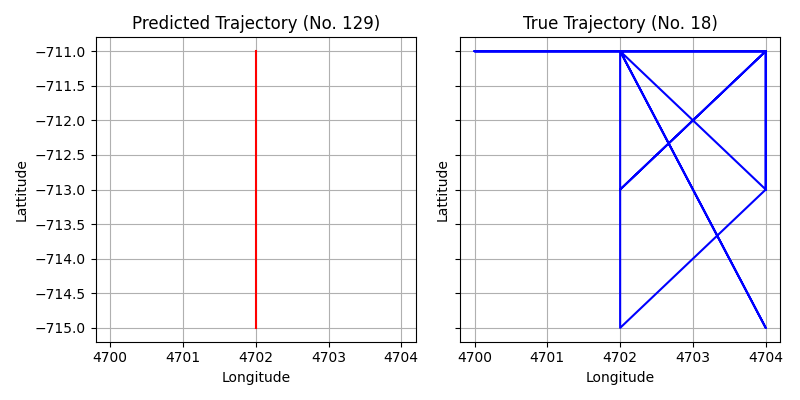 Predicted Trajectory (No. 129)
True Trajectory (No. 18)
−711.0
−711.5
−712.0
−712.5
−713.0
−713.5
−714.0
−714.5
−715.0
Lattitude
Lattitude
4700 4701 4702 4703 4704
4700 4701 4702 4703 4704
Longitude
Longitude